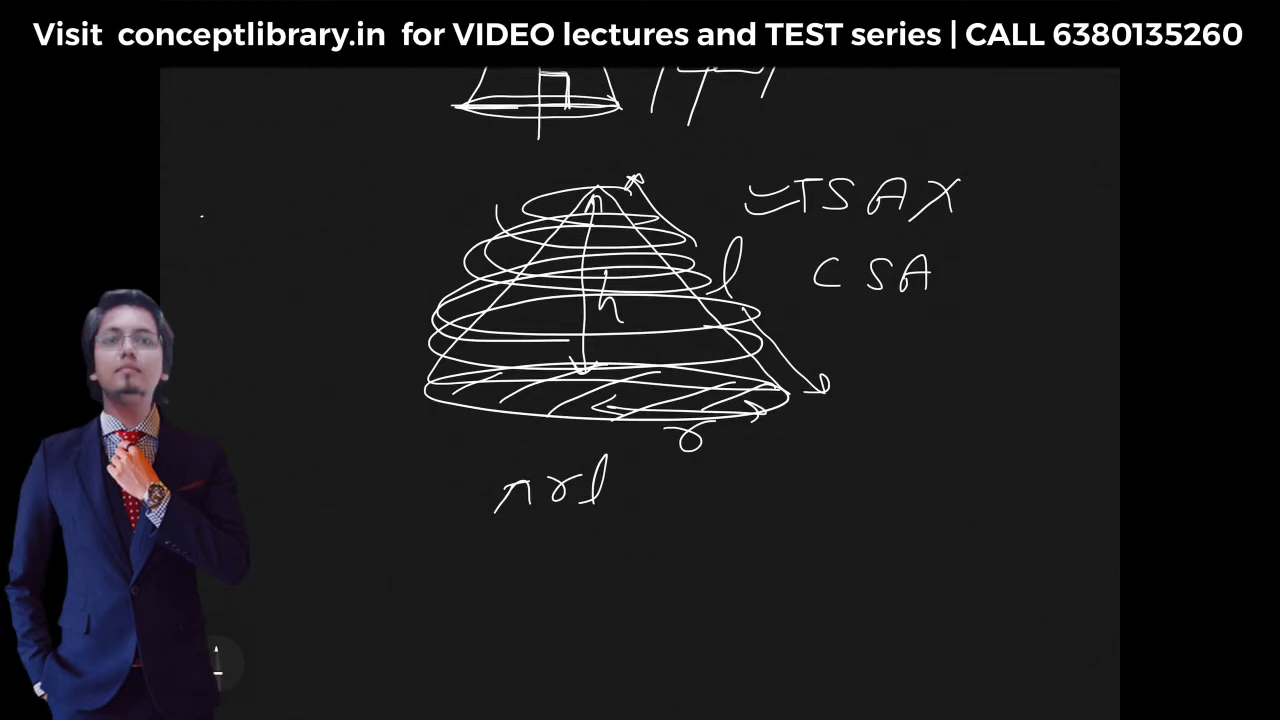 Visit conceptlibrary.in for VIDEO lectures and TEST series | CALL 6380135260
TSA X
l
CSA
h
r
πrl